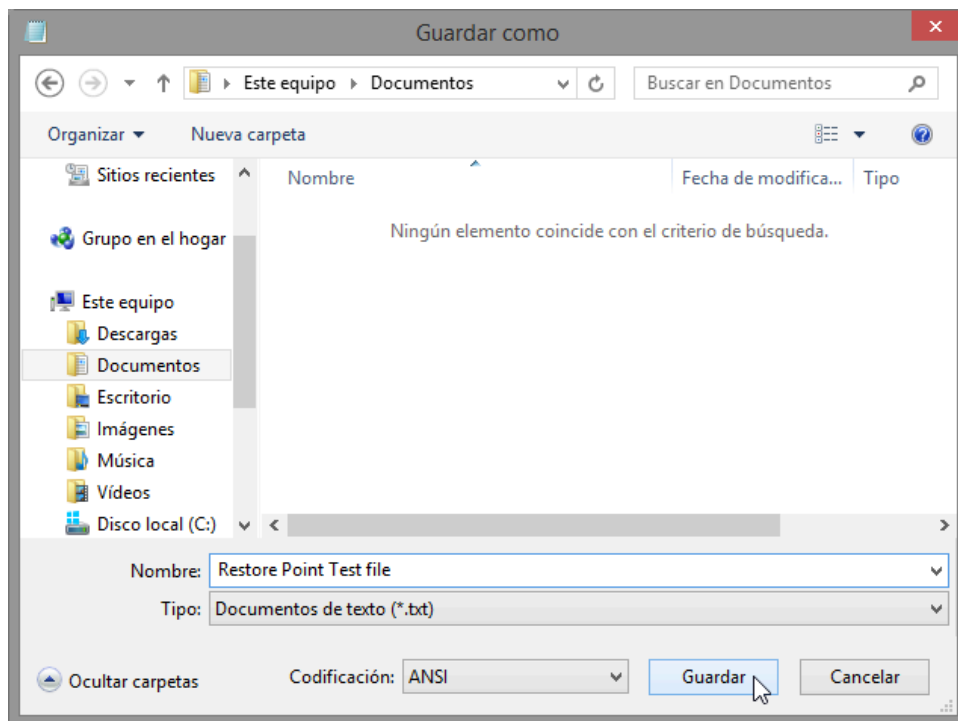 Guardar como
Este equipo Documentos Buscar en Documentos
Organizar Nueva carpeta
Sitios recientes
Grupo en el hogar
Este equipo
Descargas
Documentos
Escritorio
Imágenes
Música
Vídeos
Disco local (C:)
Nombre Fecha de modifica... Tipo
Ningún elemento coincide con el criterio de búsqueda.
Nombre: Restore Point Test file
Tipo: Documentos de texto (*.txt)
Ocultar carpetas Codificación: ANSI Guardar Cancelar